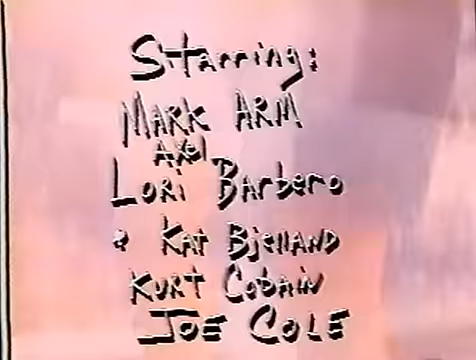 Starring:
MARK ARM
AXEL
Lori Barbero
& KAT BJELLAND
KURT COBAIN
JOE COLE